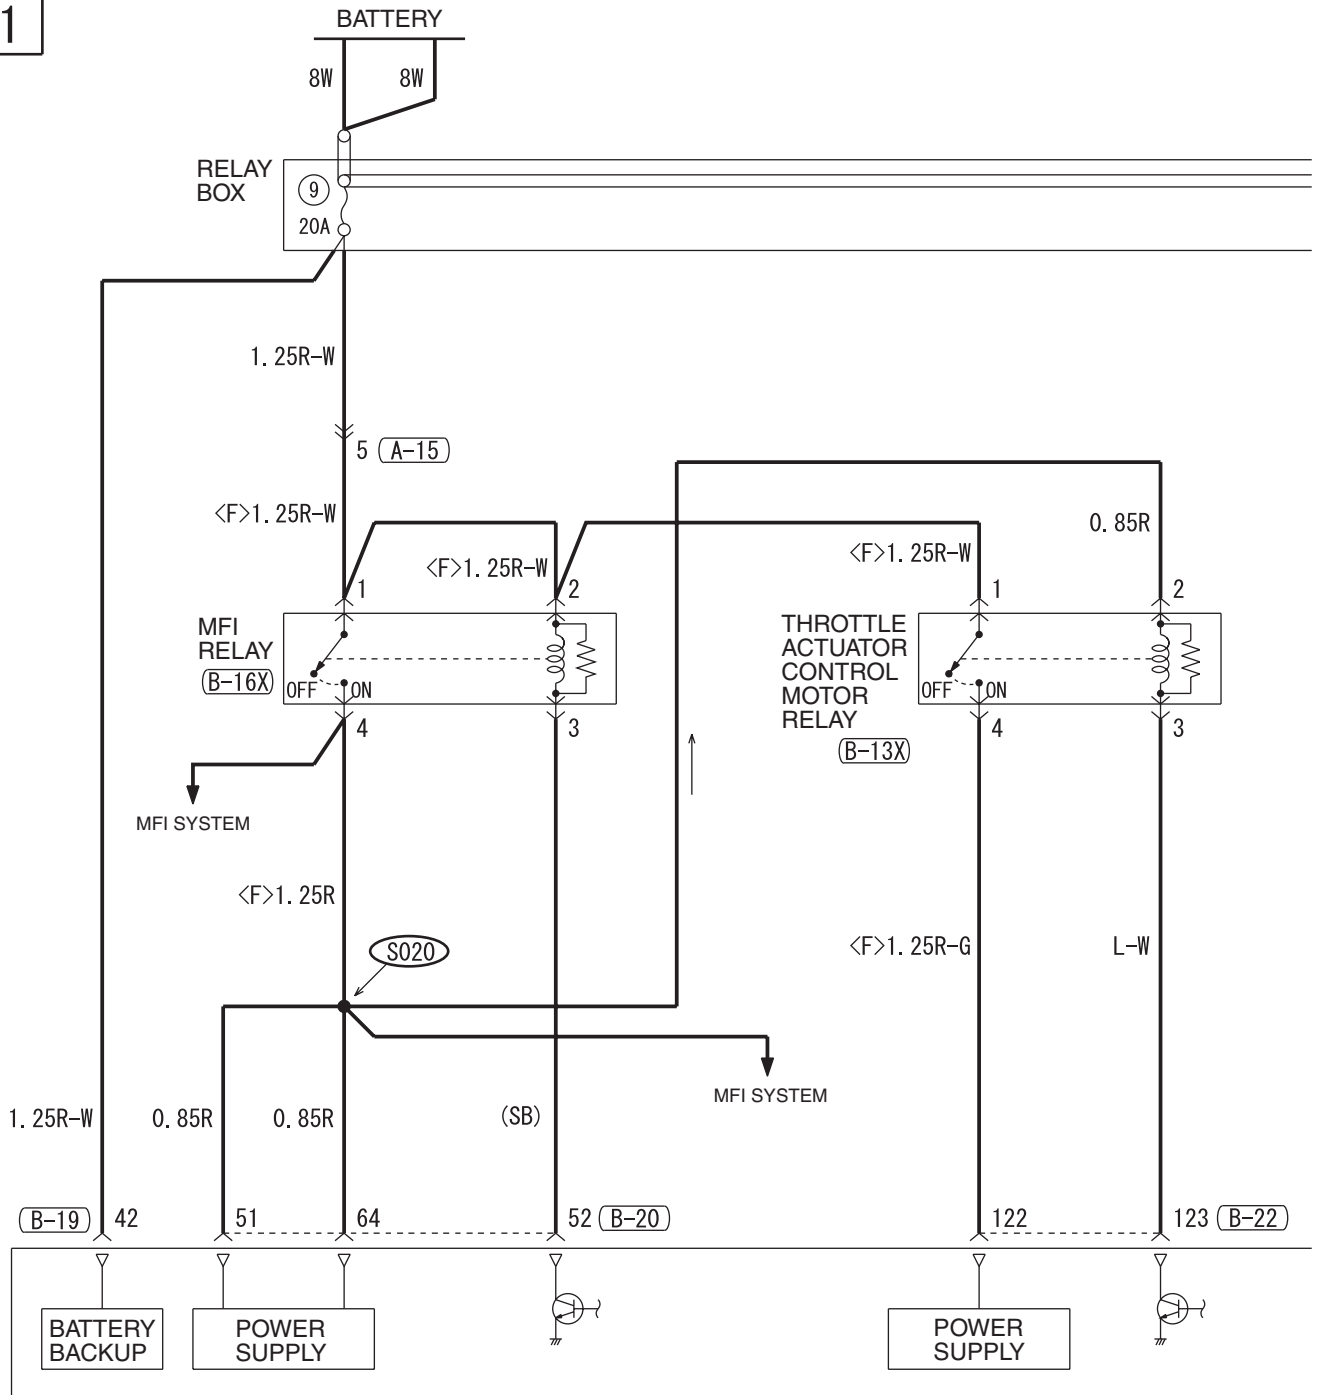 1
BATTERY
8W
8W
RELAY
BOX
9
20A
1.25R-W
5
A-15
<F>1.25R-W
<F>1.25R-W
<F>1.25R-W
0.85R
1
2
1
2
MFI
RELAY
B-16X
OFF
ON
THROTTLE
ACTUATOR
CONTROL
MOTOR
RELAY
B-13X
OFF
ON
4
3
4
3
MFI SYSTEM
<F>1.25R
S020
<F>1.25R-G
L-W
MFI SYSTEM
1.25R-W
0.85R
0.85R
(SB)
B-19
42
51
64
52
B-20
122
123
B-22
BATTERY
BACKUP
POWER
SUPPLY
POWER
SUPPLY